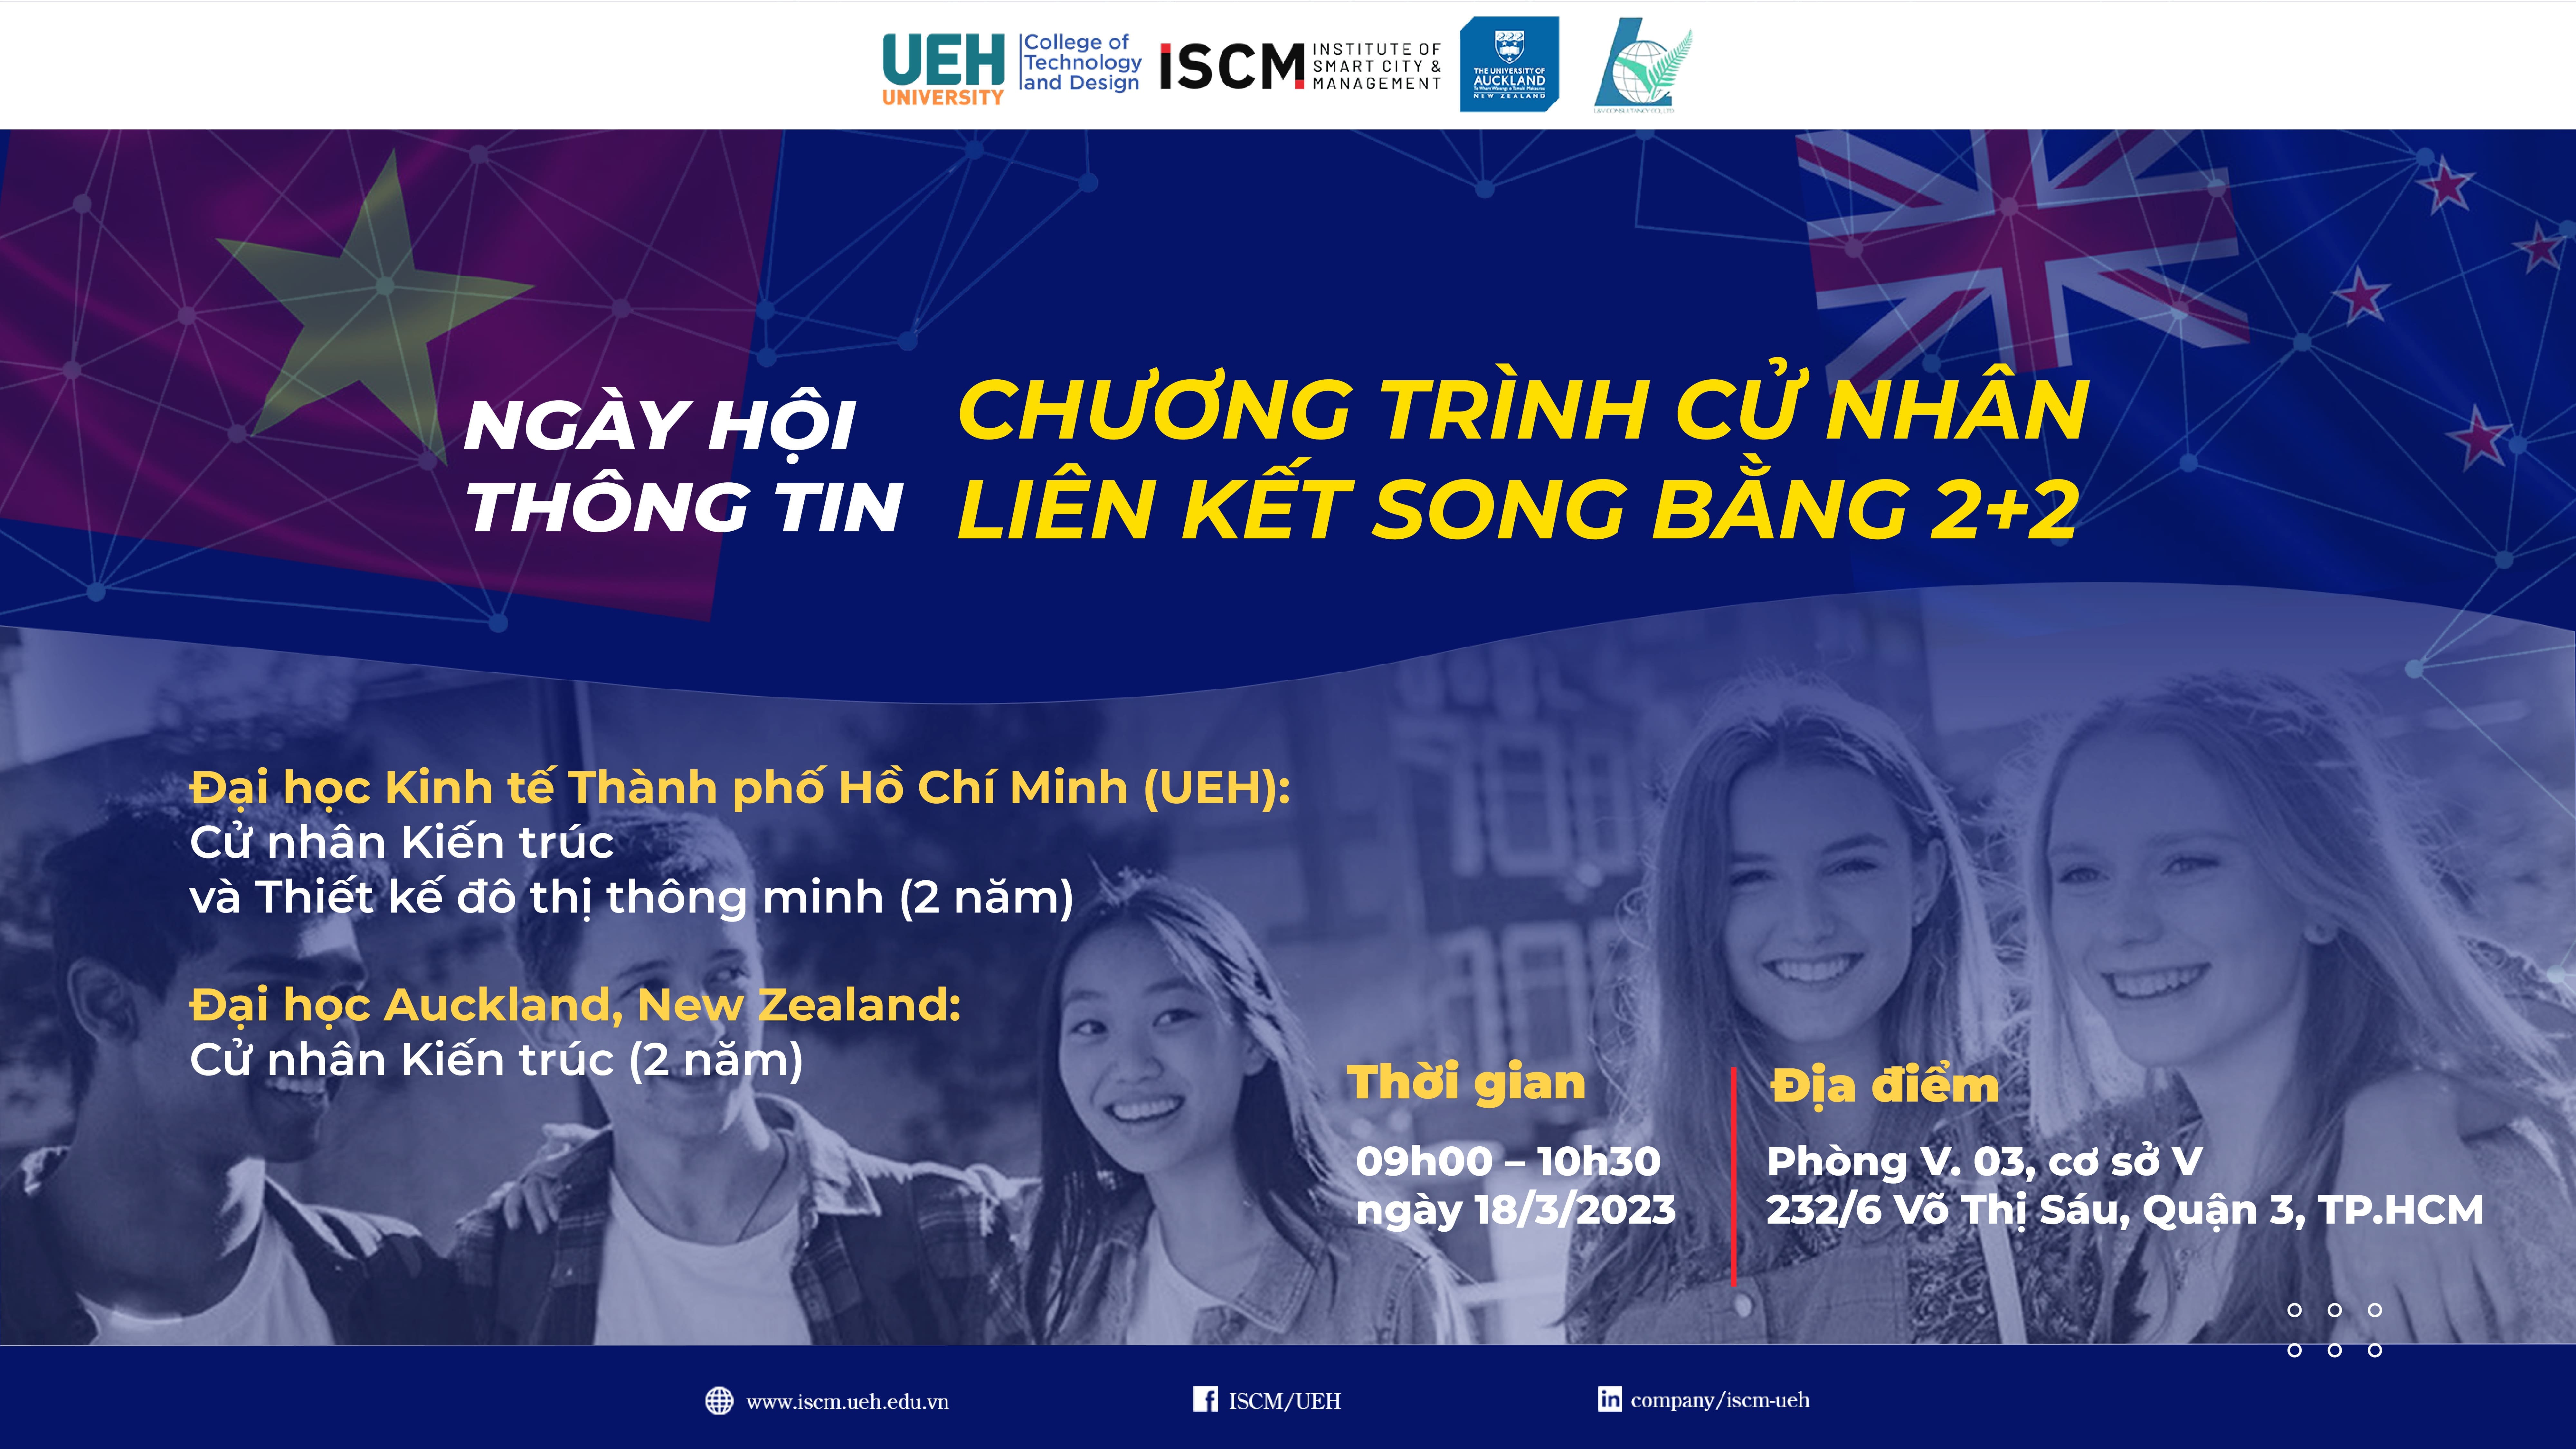 UEH
UNIVERSITY
College of
Technology
and Design
ISCM
INSTITUTE OF
SMART CITY &
MANAGEMENT
THE UNIVERSITY OF
AUCKLAND
Te Whare Wānanga o Tāmaki Makaurau
NEW ZEALAND
NGÀY HỘI
THÔNG TIN
CHƯƠNG TRÌNH CỬ NHÂN
LIÊN KẾT SONG BẰNG 2+2
Đại học Kinh tế Thành phố Hồ Chí Minh (UEH):
Cử nhân Kiến trúc
và Thiết kế đô thị thông minh (2 năm)
Đại học Auckland, New Zealand:
Cử nhân Kiến trúc (2 năm)
Thời gian
09h00 – 10h30
ngày 18/3/2023
Địa điểm
Phòng V. 03, cơ sở V
232/6 Võ Thị Sáu, Quận 3, TP.HCM
www.iscm.ueh.edu.vn
ISCM/UEH
company/iscm-ueh